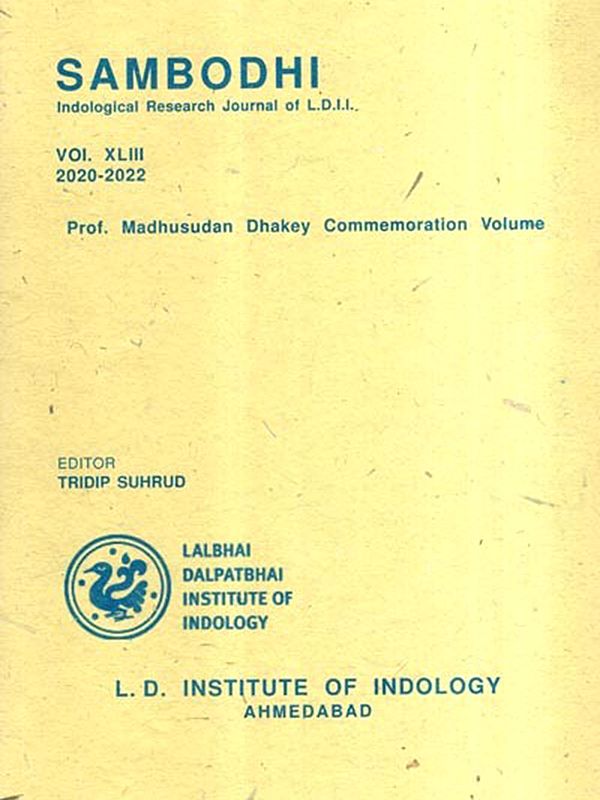 SAMBODHI
Indological Research Journal of L.D.I.I..
VOI. XLIII
2020-2022
Prof. Madhusudan Dhakey Commemoration Volume
EDITOR
TRIDIP SUHRUD
LALBHAI
DALPATBHAI
INSTITUTE OF
INDOLOGY
L. D. INSTITUTE OF INDOLOGY
AHMEDABAD